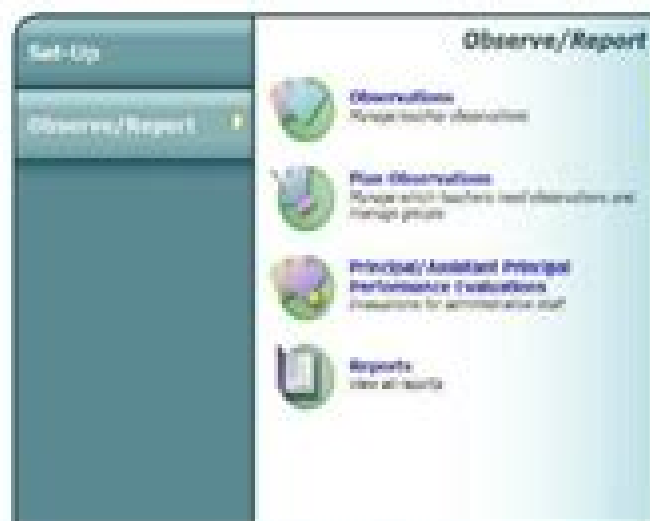 Set-Up
Observe/Report
Observe/Report
Observations
Manage teacher observations
Plan Observations
Manage which teachers need observations and
manage groups
Principal/Assistant Principal
Performance Evaluations
Evaluations for administrative staff
Reports
View all reports